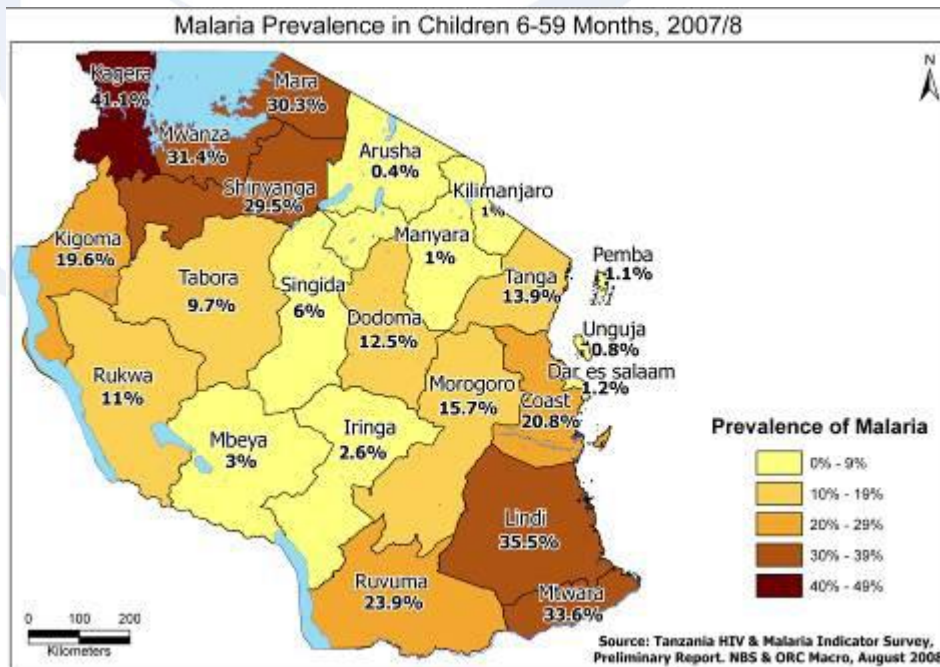 Malaria Prevalence in Children 6-59 Months, 2007/8
N
Kagera
41.1%
Mara
30.3%
Mwanza
31.4%
Arusha
0.4%
Shinyanga
29.5%
Kilimanjaro
1%
Kigoma
19.6%
Manyara
1%
Pemba
1.1%
Tabora
9.7%
Singida
6%
Tanga
13.9%
Dodoma
12.5%
Unguja
0.8%
Dar es salaam
1.2%
Rukwa
11%
Morogoro
15.7%
Coast
20.8%
Mbeya
3%
Iringa
2.6%
Lindi
35.5%
Ruvuma
23.9%
Mtwara
33.6%
Prevalence of Malaria
0% - 9%
10% - 19%
20% - 29%
30% - 39%
40% - 49%
0 100 200
Kilometers
Source: Tanzania HIV & Malaria Indicator Survey,
Preliminary Report. NBS & ORC Macro, August 2008